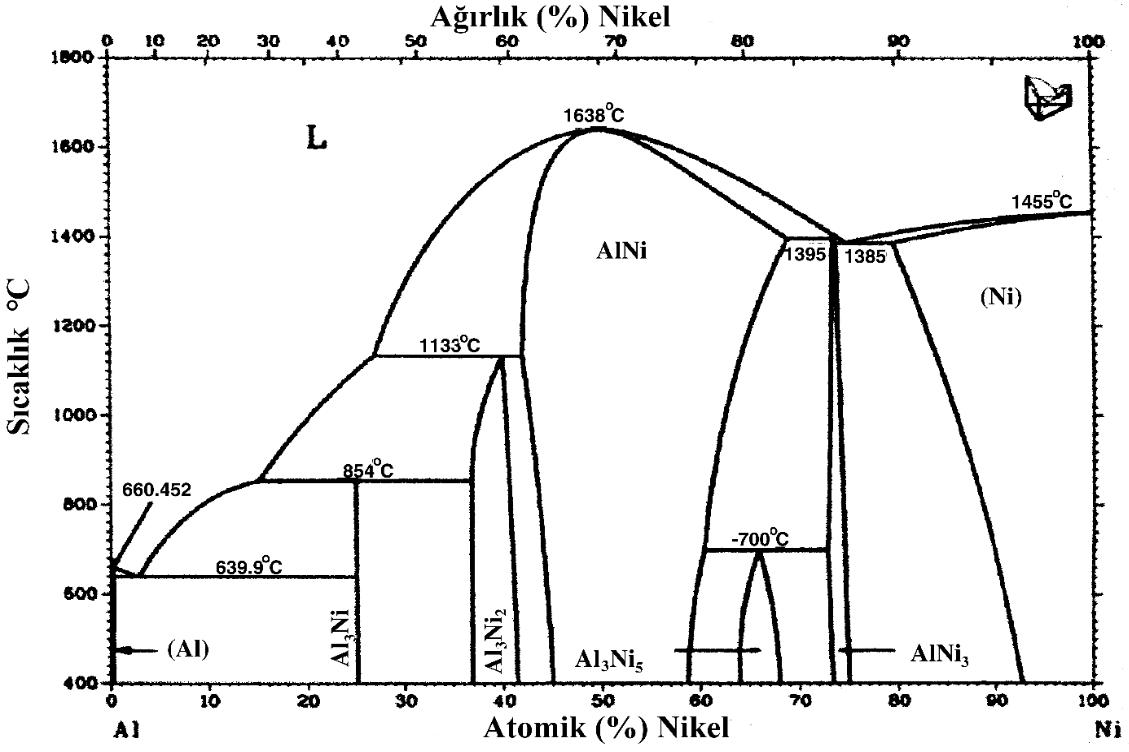 Ağırlık (%) Nikel
0 10 20 30 40 50 60 70 80 90 100
1800
1638°C
1600
L
1455°C
1400
1395 1385
AlNi
(Ni)
Sıcaklık °C
1200
1133°C
1000
854°C
660.452
800
-700°C
639.9°C
600
Al3Ni
Al3Ni2
(Al)
Al3Ni5
AlNi3
400
0 10 20 30 40 50 60 70 80 90 100
Al
Atomik (%) Nikel
Ni